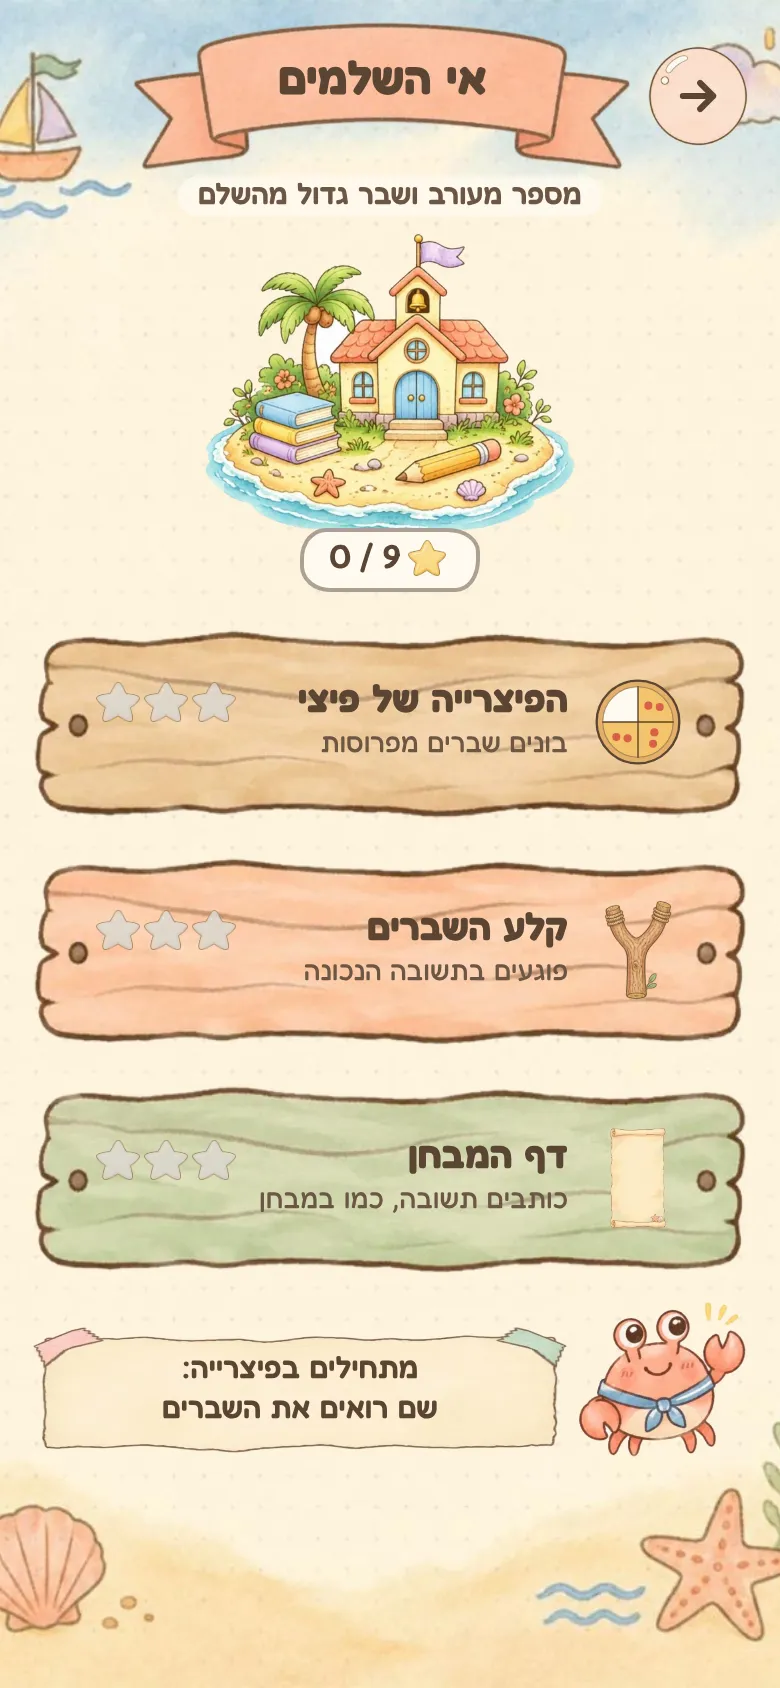 אי השלמים
מספר מעורב ושבר גדול מהשלם
0 / 9
הפיצרייה של פיצי
בונים שברים מפרוסות
קלע השברים
פוגעים בתשובה הנכונה
דף המבחן
כותבים תשובה, כמו במבחן
מתחילים בפיצרייה:
שם רואים את השברים